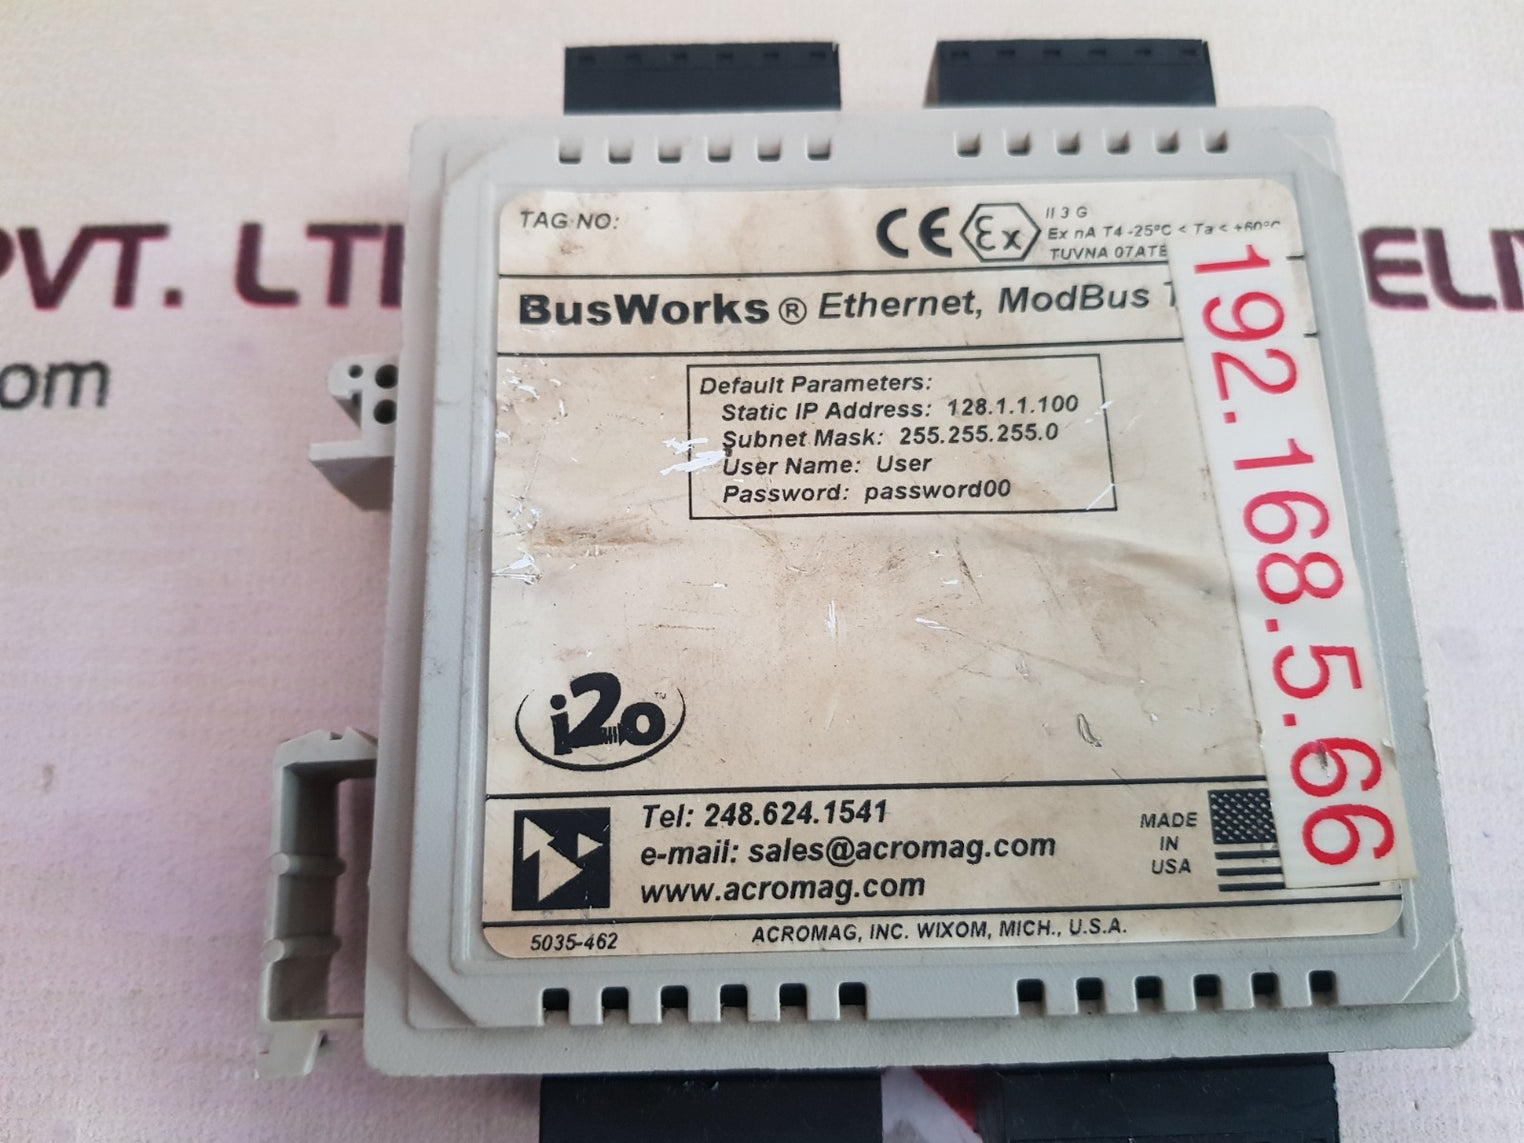 TAG NO:
CE Ex
II 3 G
Ex nA T4 -25°C < Ta < +60°C
TUVNA 07ATE
BusWorks ® Ethernet, ModBus
Default Parameters:
Static IP Address: 128.1.1.100
Subnet Mask: 255.255.255.0
User Name: User
Password: password00
192.168.5.66
i2o ™
Tel: 248.624.1541
e-mail: sales@acromag.com
www.acromag.com
MADE
IN
USA
5035-462
ACROMAG, INC. WIXOM, MICH., U.S.A.
PVT. LT
ELI
om